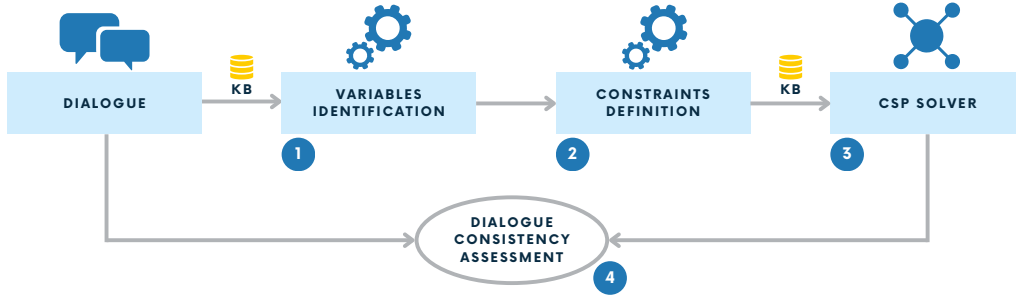 DIALOGUE
KB
VARIABLES
IDENTIFICATION
CONSTRAINTS
DEFINITION
KB
CSP SOLVER
1
2
3
DIALOGUE
CONSISTENCY
ASSESSMENT
4